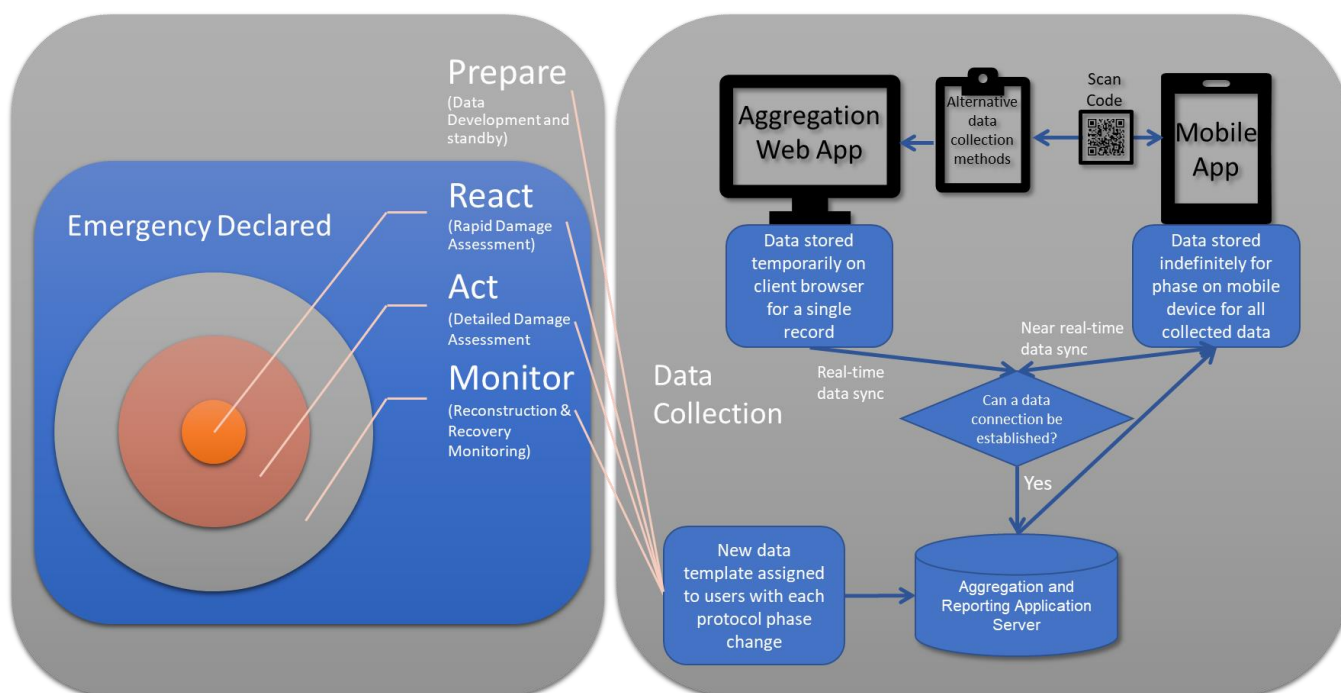 Prepare
(Data
Development and
standby)
Emergency Declared
React
(Rapid Damage
Assessment)
Act
(Detailed Damage
Assessment
Monitor
(Reconstruction &
Recovery
Monitoring)
Data
Collection
Aggregation
Web App
Alternative
data
collection
methods
Scan
Code
Mobile
App
Data stored
temporarily on
client browser
for a single
record
Data stored
indefinitely for
phase on mobile
device for all
collected data
Real-time
data sync
Near real-time
data sync
Can a data
connection be
established?
Yes
New data
template assigned
to users with each
protocol phase
change
Aggregation and
Reporting Application
Server